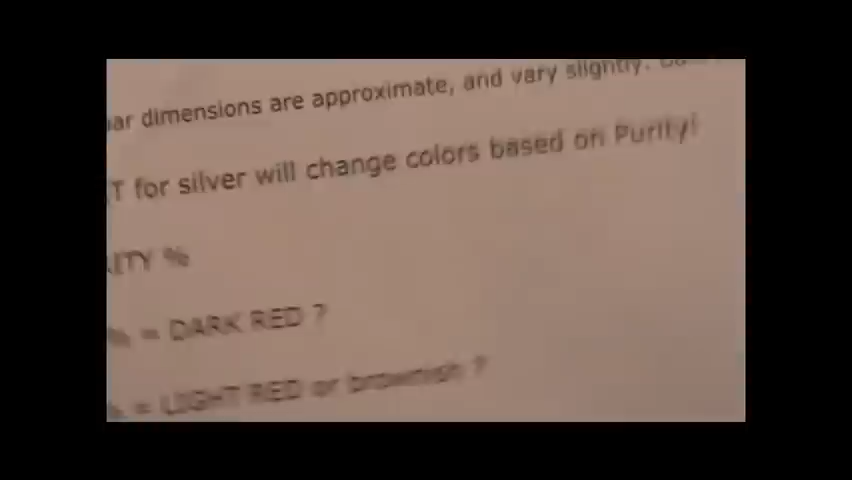 ar dimensions are approximate, and vary slightly.
T for silver will change colors based on Purity!
ITY %
% = DARK RED ?
% = LIGHT RED or brownish ?